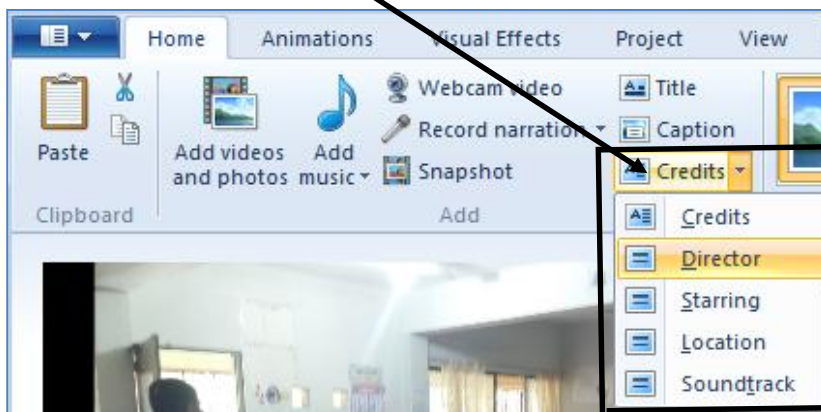 Home Animations Visual Effects Project View
Webcam video Title
Record narration Caption
Paste Add videos and photos Add music Snapshot Credits
Clipboard Add
Credits
Director
Starring
Location
Soundtrack